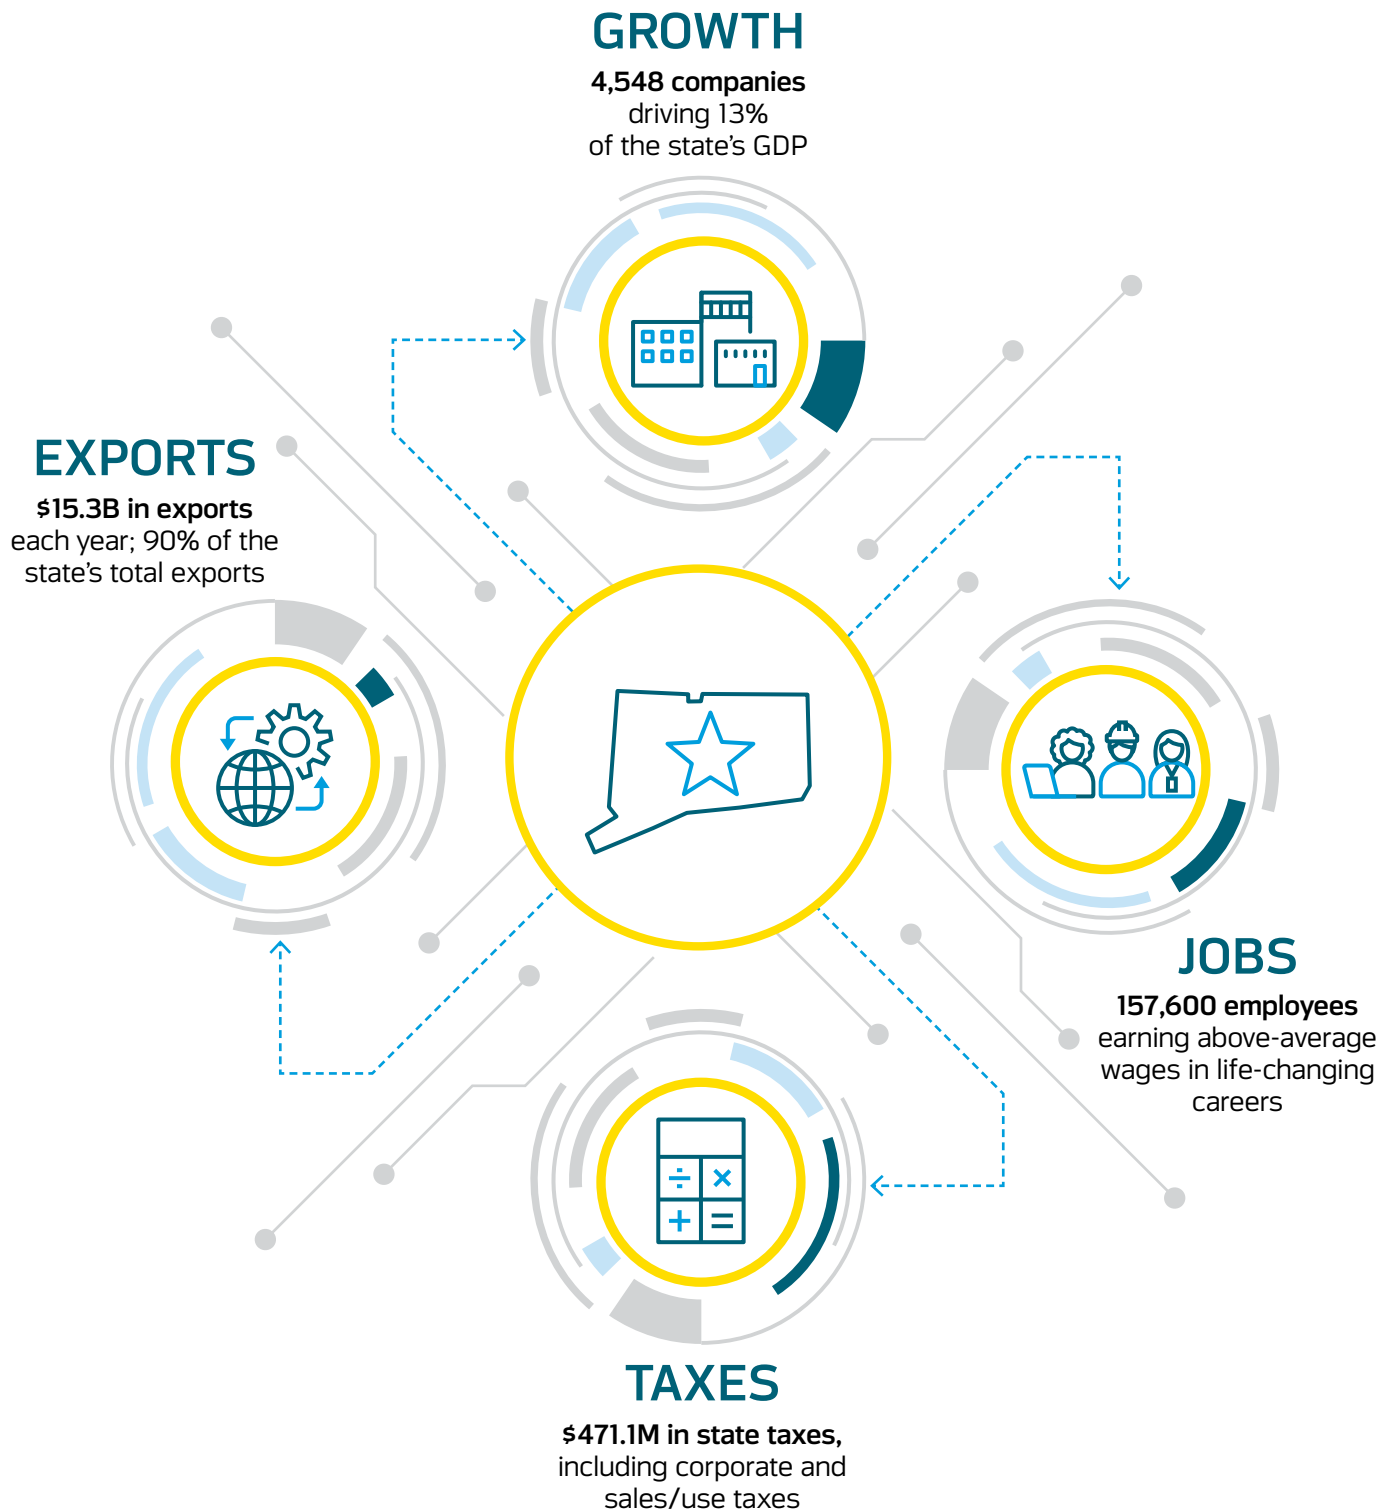 GROWTH
4,548 companies
driving 13%
of the state's GDP
EXPORTS
$15.3B in exports
each year; 90% of the
state's total exports
JOBS
157,600 employees
earning above-average
wages in life-changing
careers
TAXES
$471.1M in state taxes,
including corporate and
sales/use taxes